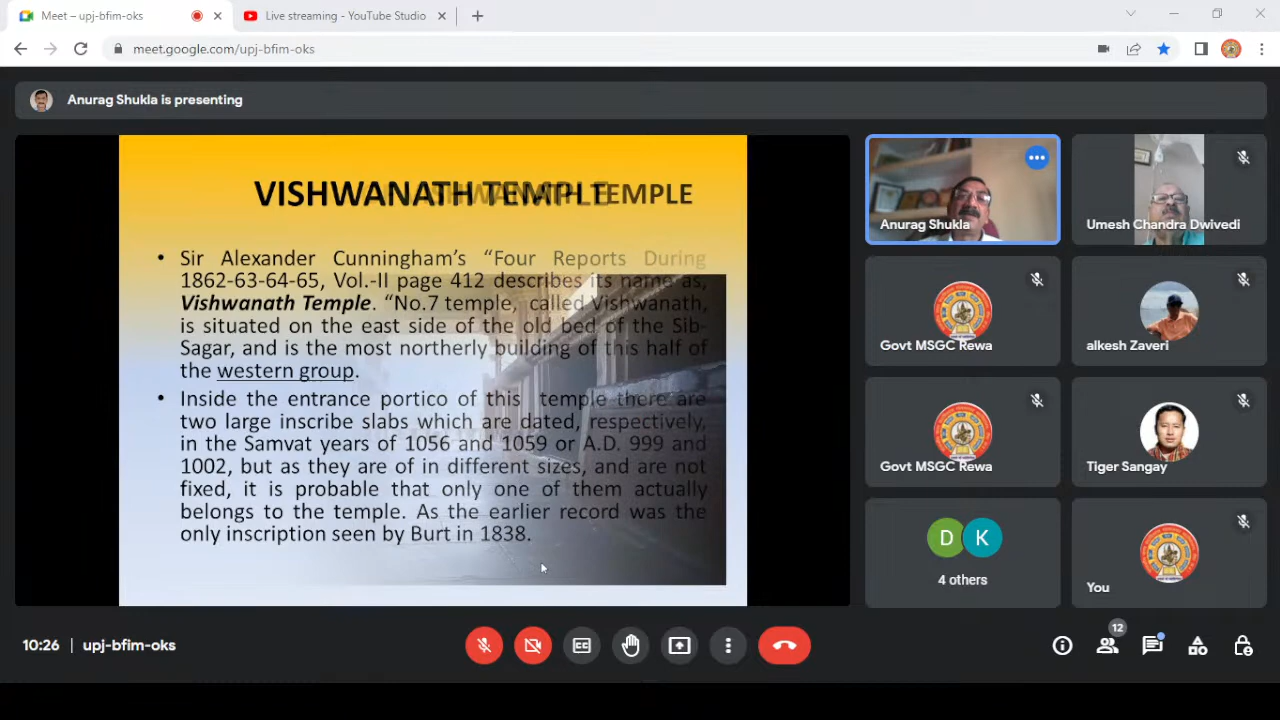 Meet – upj-bfim-oks
Live streaming - YouTube Studio
meet.google.com/upj-bfim-oks
Anurag Shukla is presenting
VISHWANATH TEMPLE
TEMPLE
• Sir Alexander Cunningham’s “Four Reports During
1862-63-64-65, Vol.-II page 412 describes its name as,
Vishwanath Temple. “No.7 temple, called Vishwanath,
is situated on the east side of the old bed of the Sib-
Sagar, and is the most northerly building of this half of
the western group.
• Inside the entrance portico of this temple there are
two large inscribe slabs which are dated, respectively,
in the Samvat years of 1056 and 1059 or A.D. 999 and
1002, but as they are of in different sizes, and are not
fixed, it is probable that only one of them actually
belongs to the temple. As the earlier record was the
only inscription seen by Burt in 1838.
Anurag Shukla
Umesh Chandra Dwivedi
Govt MSGC Rewa
alkesh Zaveri
Govt MSGC Rewa
Tiger Sangay
D K
4 others
You
10:26 | upj-bfim-oks
12